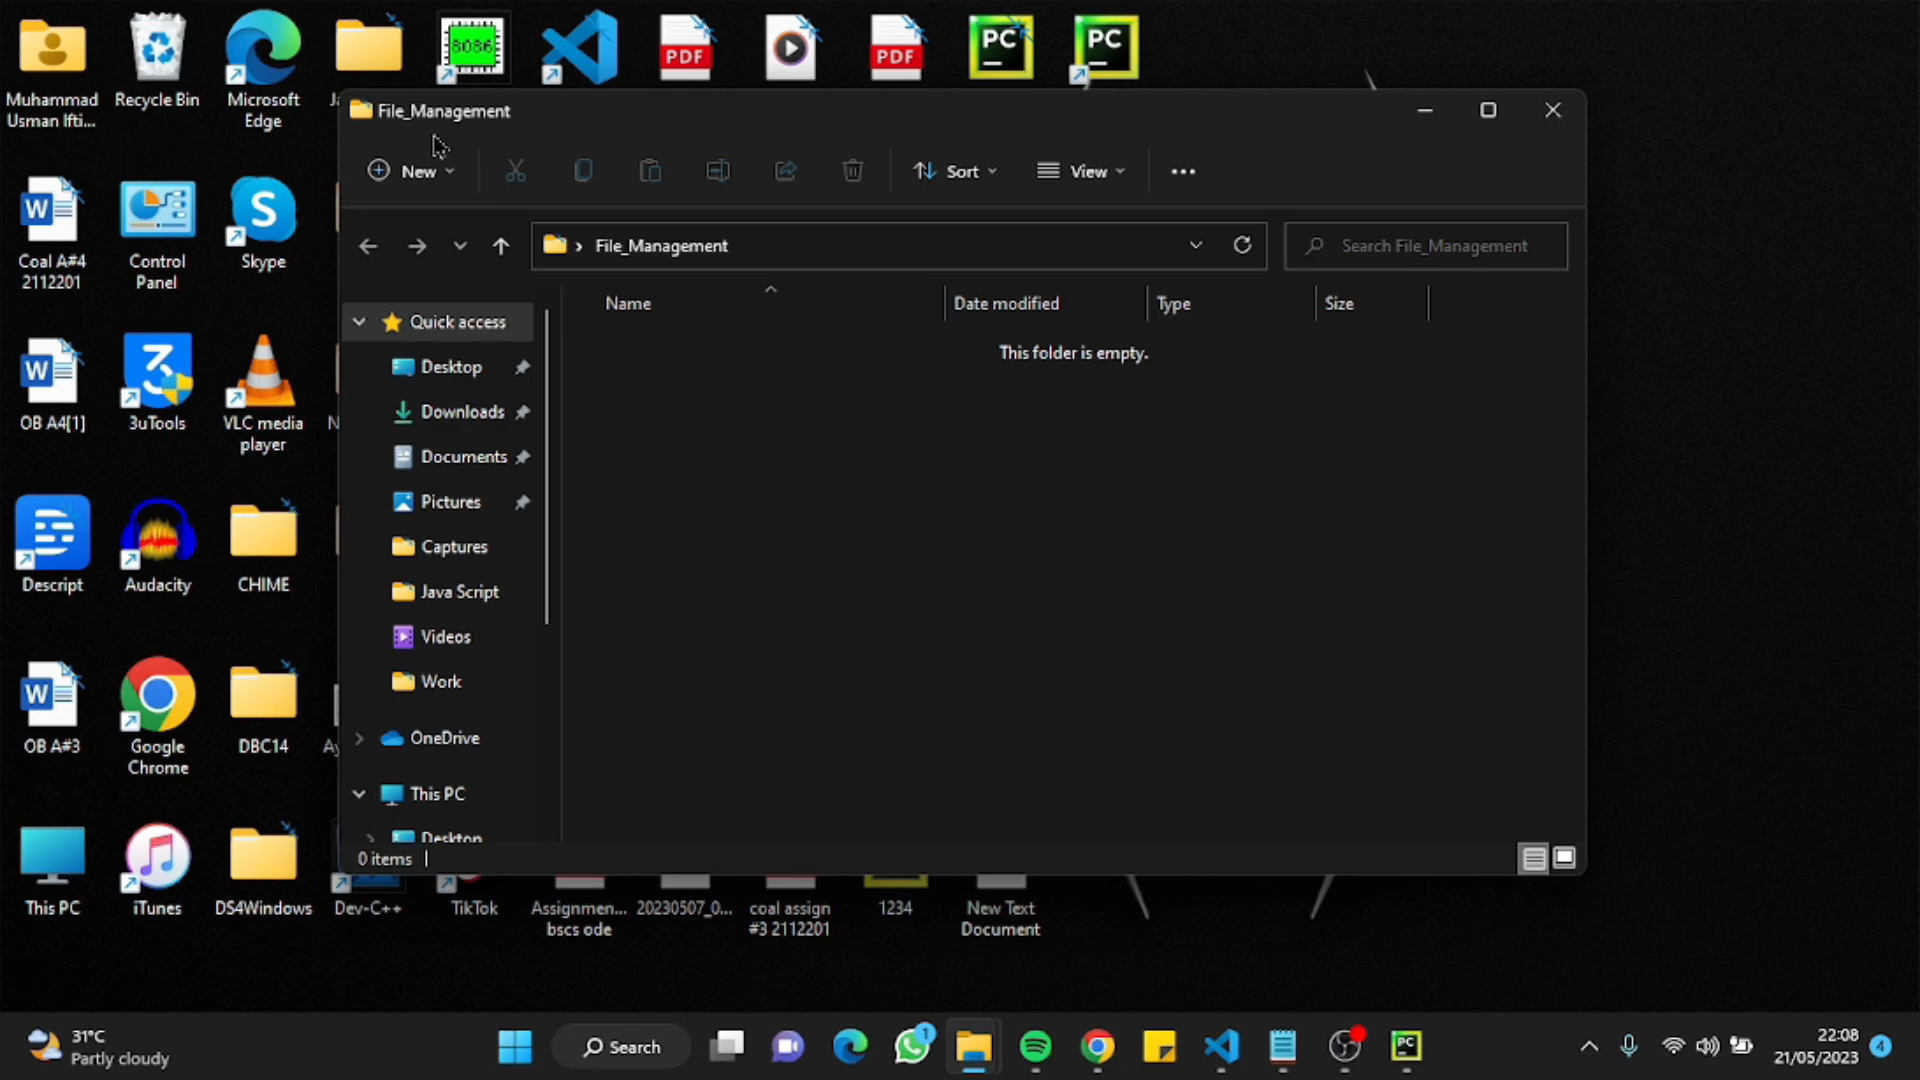 8086
PDF
PDF
PC
PC
Muhammad
Usman Ifti...
Recycle Bin
Microsoft
Edge
File_Management
New
Sort
View
File_Management
Search File_Management
W
Coal A#4
2112201
Control
Panel
S
Skype
Name
Date modified
Type
Size
This folder is empty.
Quick access
Desktop
Downloads
Documents
Pictures
Captures
Java Script
Videos
Work
OneDrive
This PC
Desktop
0 items
W
OB A4[1]
3
3uTools
VLC media
player
Descript
Audacity
CHIME
W
OB A#3
Google
Chrome
DBC14
This PC
iTunes
DS4Windows
Dev-C++
TikTok
Assignmen...
bscs ode
20230507_0...
coal assign
#3 2112201
1234
New Text
Document
31°C
Partly cloudy
Search
1
PC
22:08
21/05/2023
4